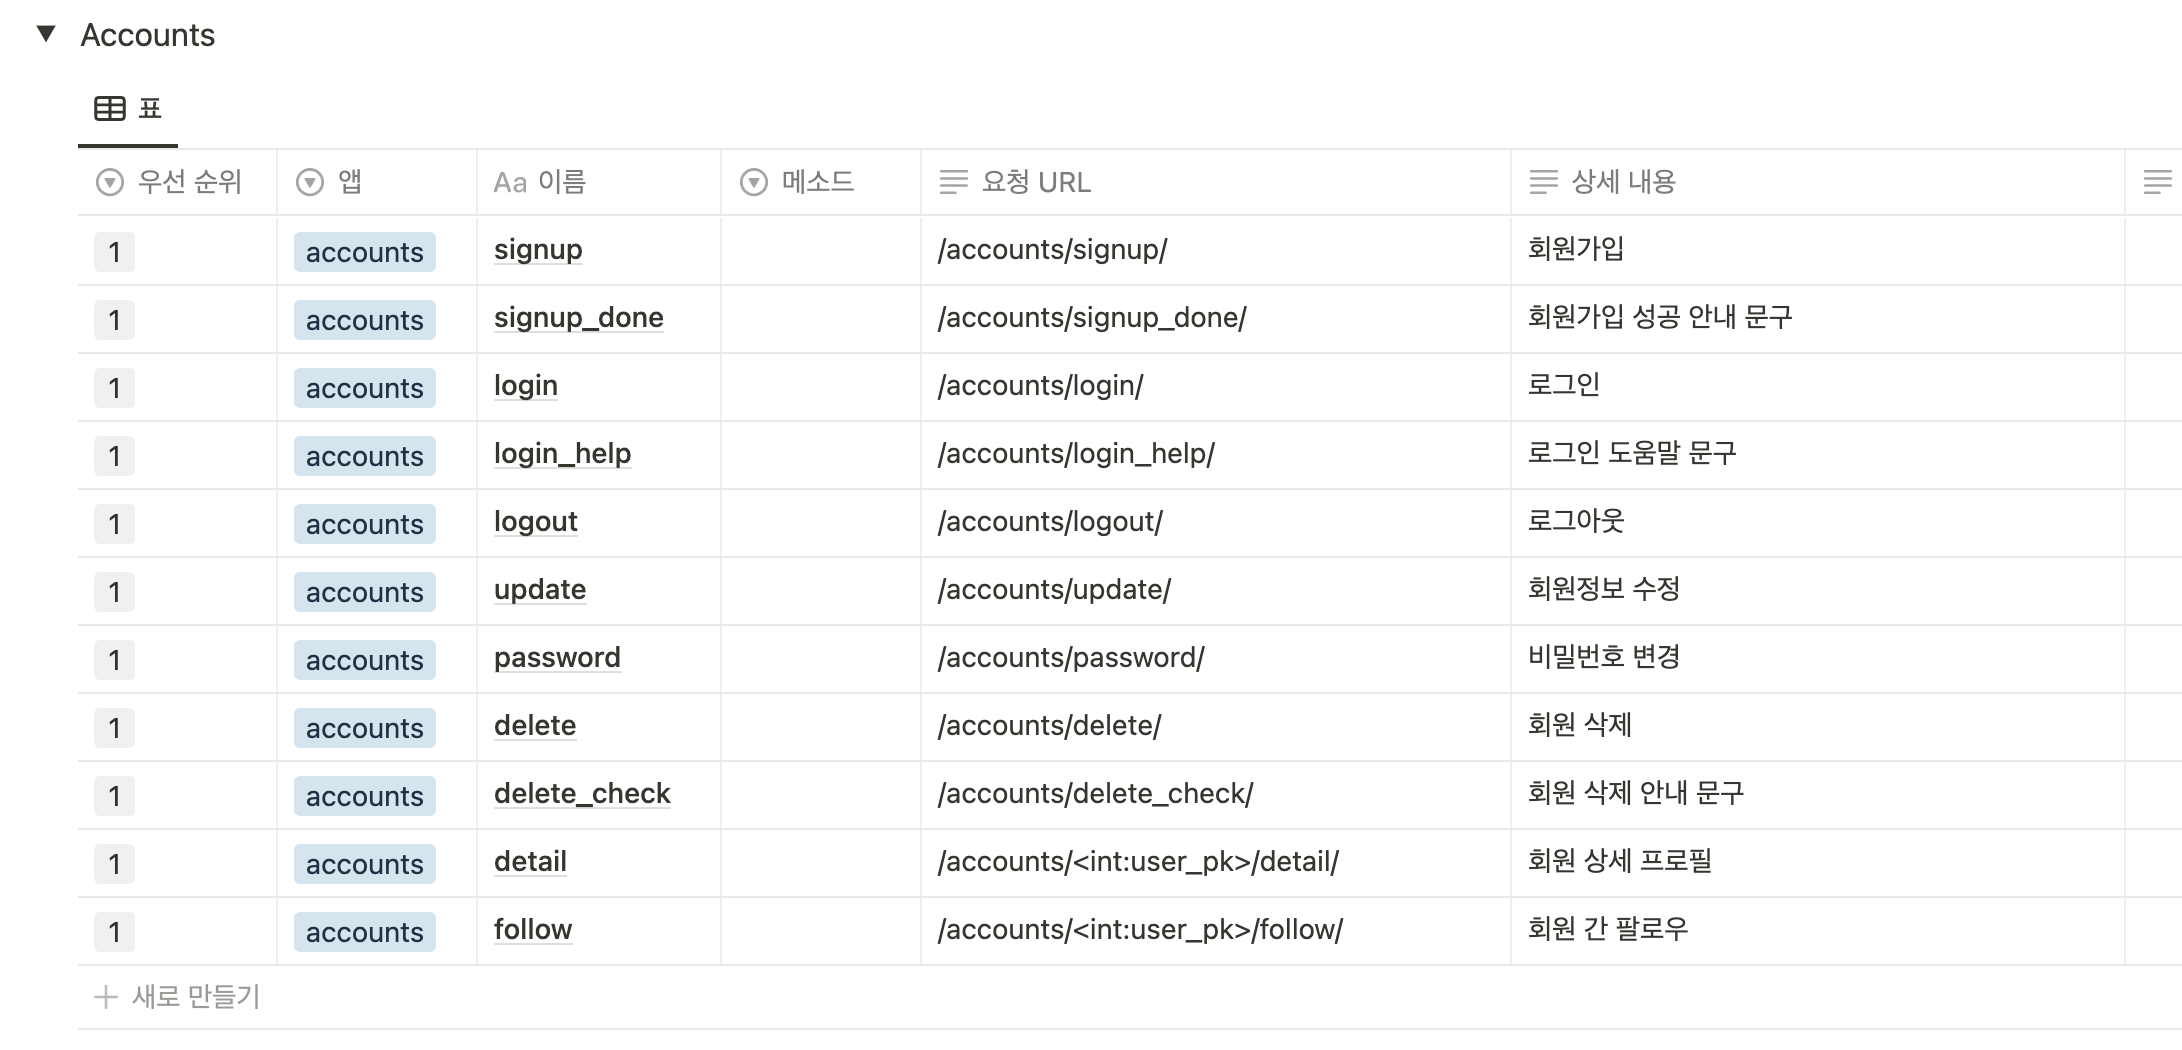 Accounts
표
우선 순위 앱 Aa 이름 메소드 요청 URL 상세 내용
1 accounts signup /accounts/signup/ 회원가입
1 accounts signup_done /accounts/signup_done/ 회원가입 성공 안내 문구
1 accounts login /accounts/login/ 로그인
1 accounts login_help /accounts/login_help/ 로그인 도움말 문구
1 accounts logout /accounts/logout/ 로그아웃
1 accounts update /accounts/update/ 회원정보 수정
1 accounts password /accounts/password/ 비밀번호 변경
1 accounts delete /accounts/delete/ 회원 삭제
1 accounts delete_check /accounts/delete_check/ 회원 삭제 안내 문구
1 accounts detail /accounts/<int:user_pk>/detail/ 회원 상세 프로필
1 accounts follow /accounts/<int:user_pk>/follow/ 회원 간 팔로우
새로 만들기